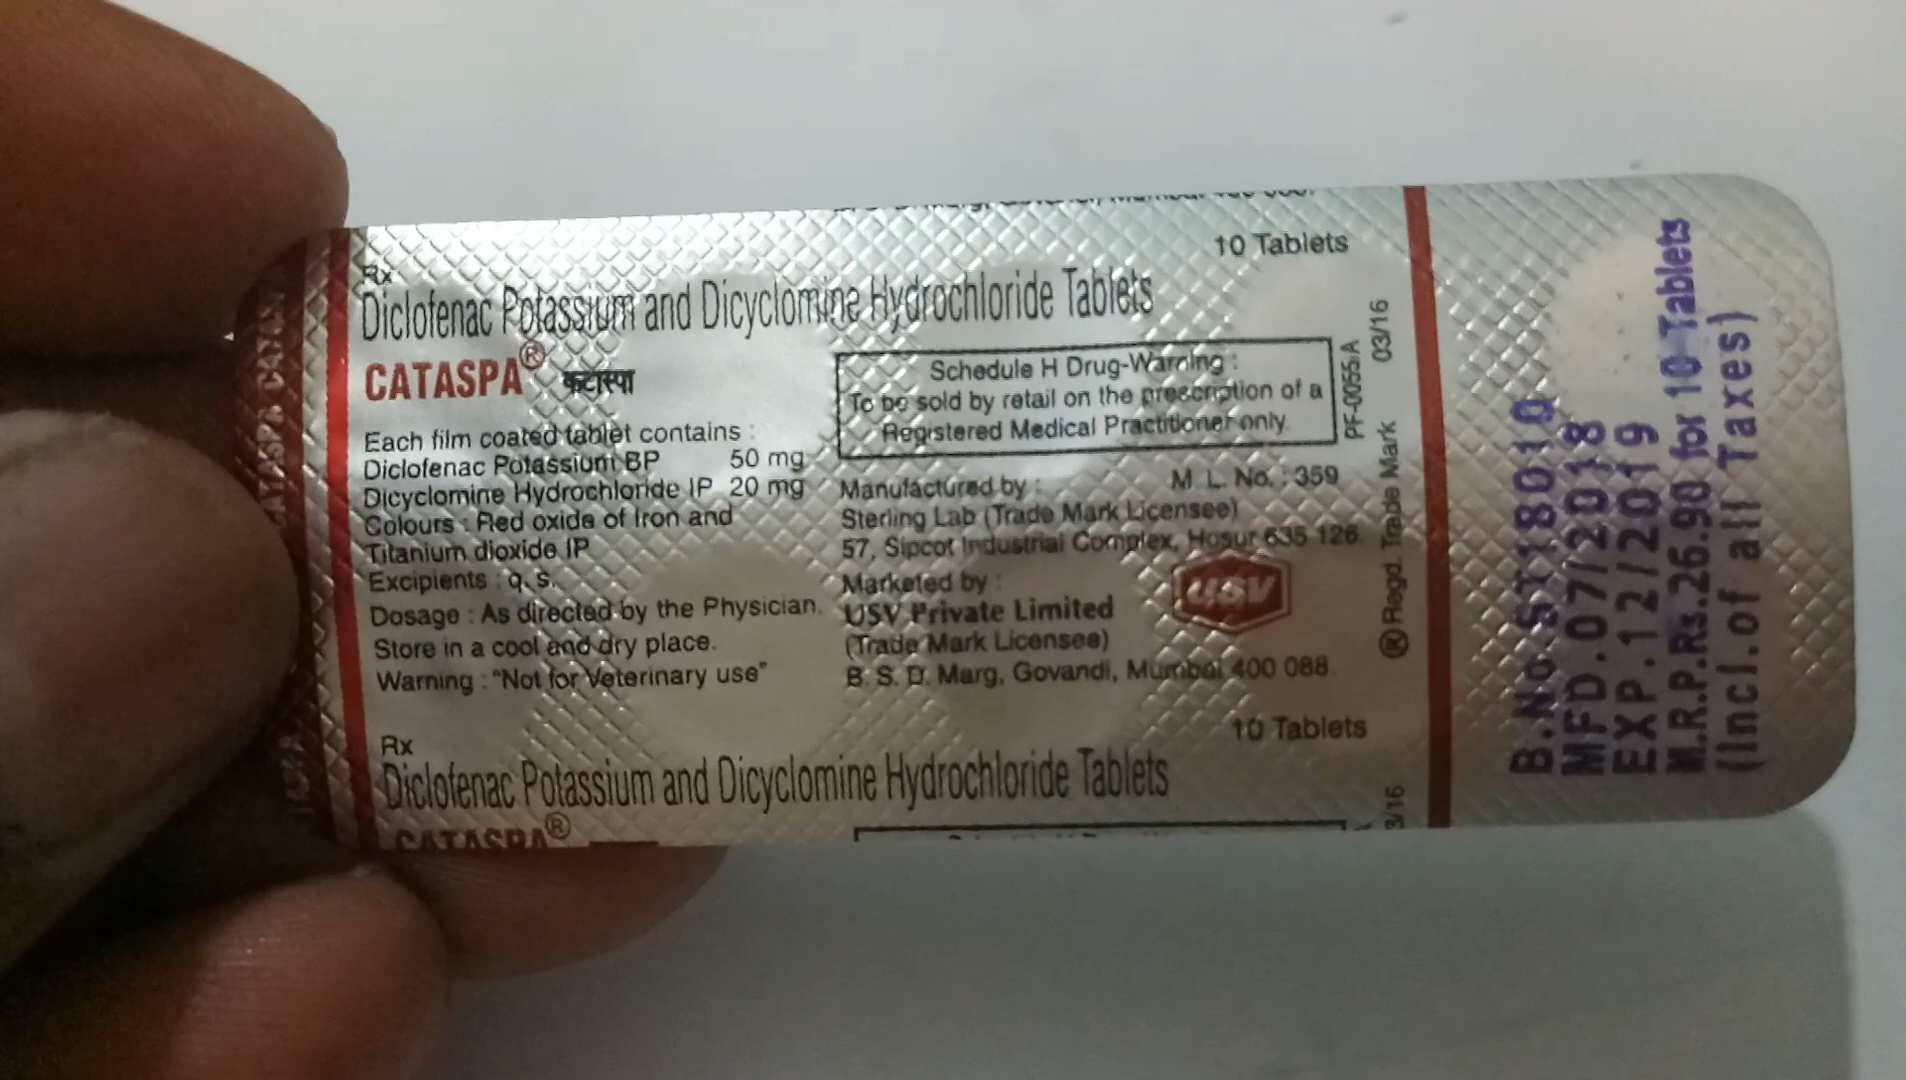 Rx
10 Tablets
Diclofenac Potassium and Dicyclomine Hydrochloride Tablets
CATASPA® कटास्पा
Each film coated tablet contains :
Diclofenac Potassium BP 50 mg
Dicyclomine Hydrochloride IP 20 mg
Colours : Red oxide of Iron and
Titanium dioxide IP
Excipients : q. s.
Dosage : As directed by the Physician.
Store in a cool and dry place.
Warning : "Not for Veterinary use"
Schedule H Drug-Warning :
To be sold by retail on the prescription of a
Registered Medical Practitioner only.
Manufactured by : M L. No. : 359
Sterling Lab (Trade Mark Licensee)
57, Sipcot Industrial Complex, Hosur 635 126
Marketed by :
USV Private Limited
(Trade Mark Licensee)
B. S. D. Marg, Govandi, Mumbai 400 088.
USV
PF-0055A
® Regd. Trade Mark 03/16
Rx
10 Tablets
Diclofenac Potassium and Dicyclomine Hydrochloride Tablets
CATASPA®
3/16
CATASPA CATASPA
B.No.ST18010
MFD.07/2018
EXP.12/2019
M.R.P.Rs.26.90 for 10 Tablets
(Incl.of all Taxes)